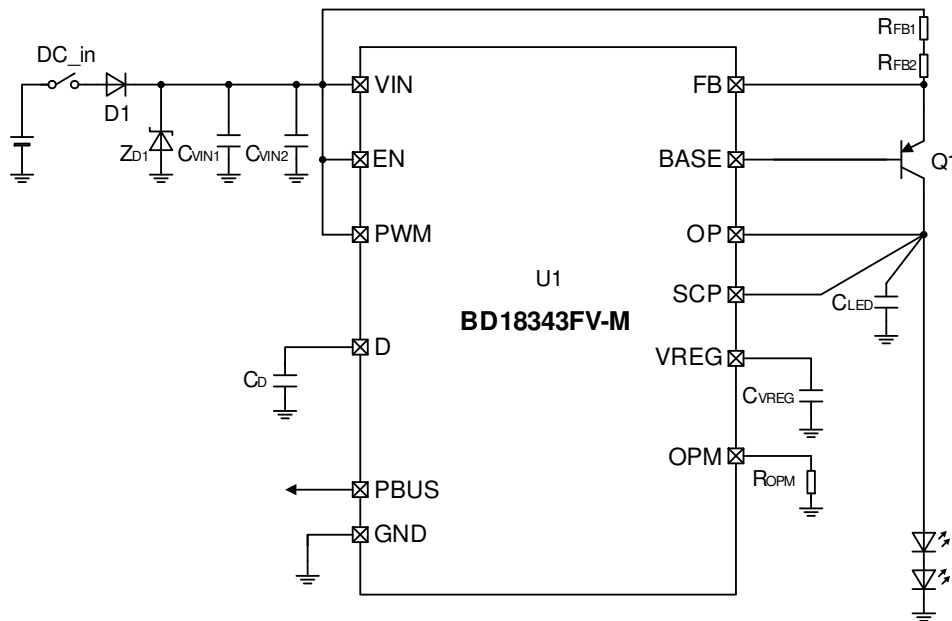 RFB1
DC_in
RFB2
VIN
FB
D1
ZD1
CVIN1
CVIN2
EN
BASE
Q1
PWM
OP
U1
SCP
BD18343FV-M
CLED
D
VREG
CD
CVREG
OPM
ROPM
PBUS
GND